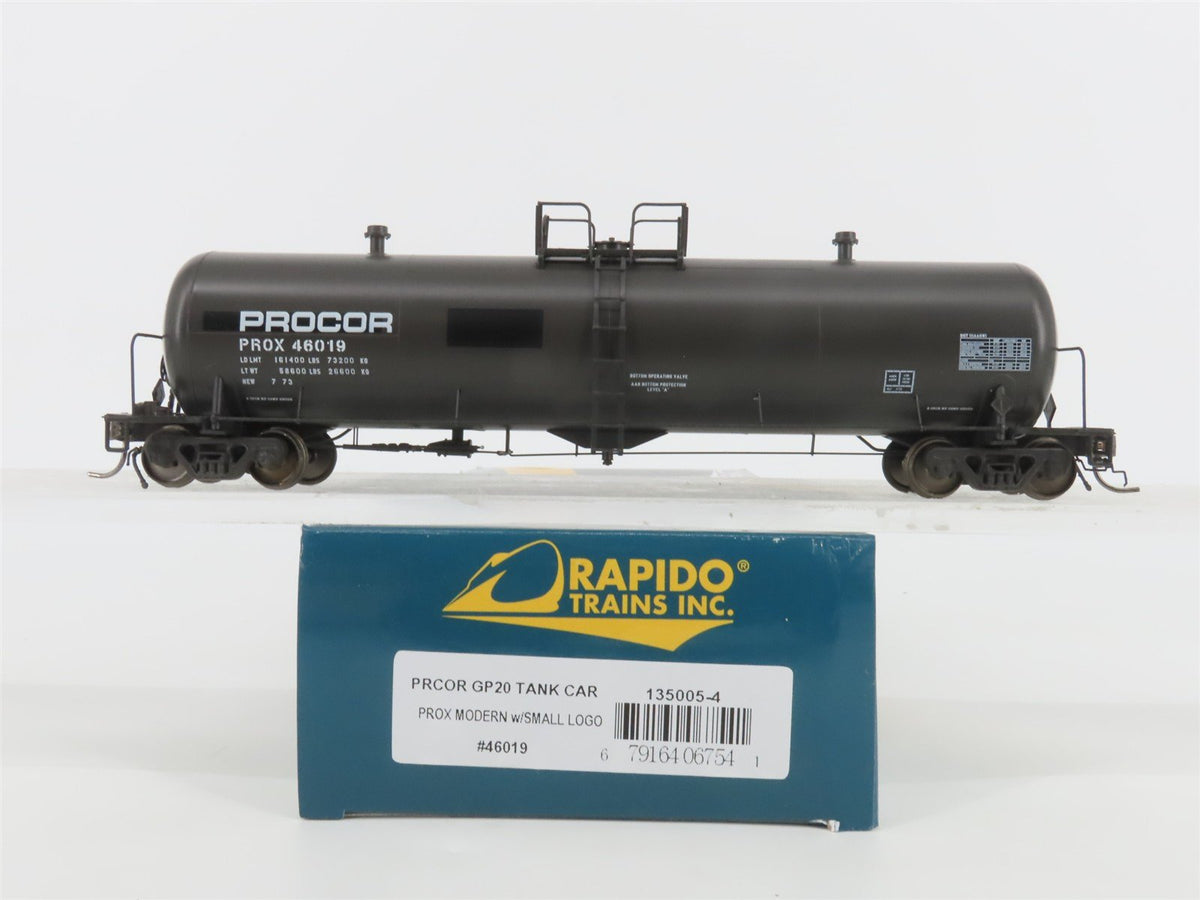 PROCOR
PROX 46019
LD LMT 161400 LBS 73200 KG
LT WT 58600 LBS 26600 KG
NEW 7 73
BOTTOM OPERATING VALVE
AAR BOTTOM PROTECTION
LEVEL "A"
RAPIDO®
TRAINS INC.
PRCOR GP20 TANK CAR 135005-4
PROX MODERN w/SMALL LOGO
#46019
6 79164 06754 1